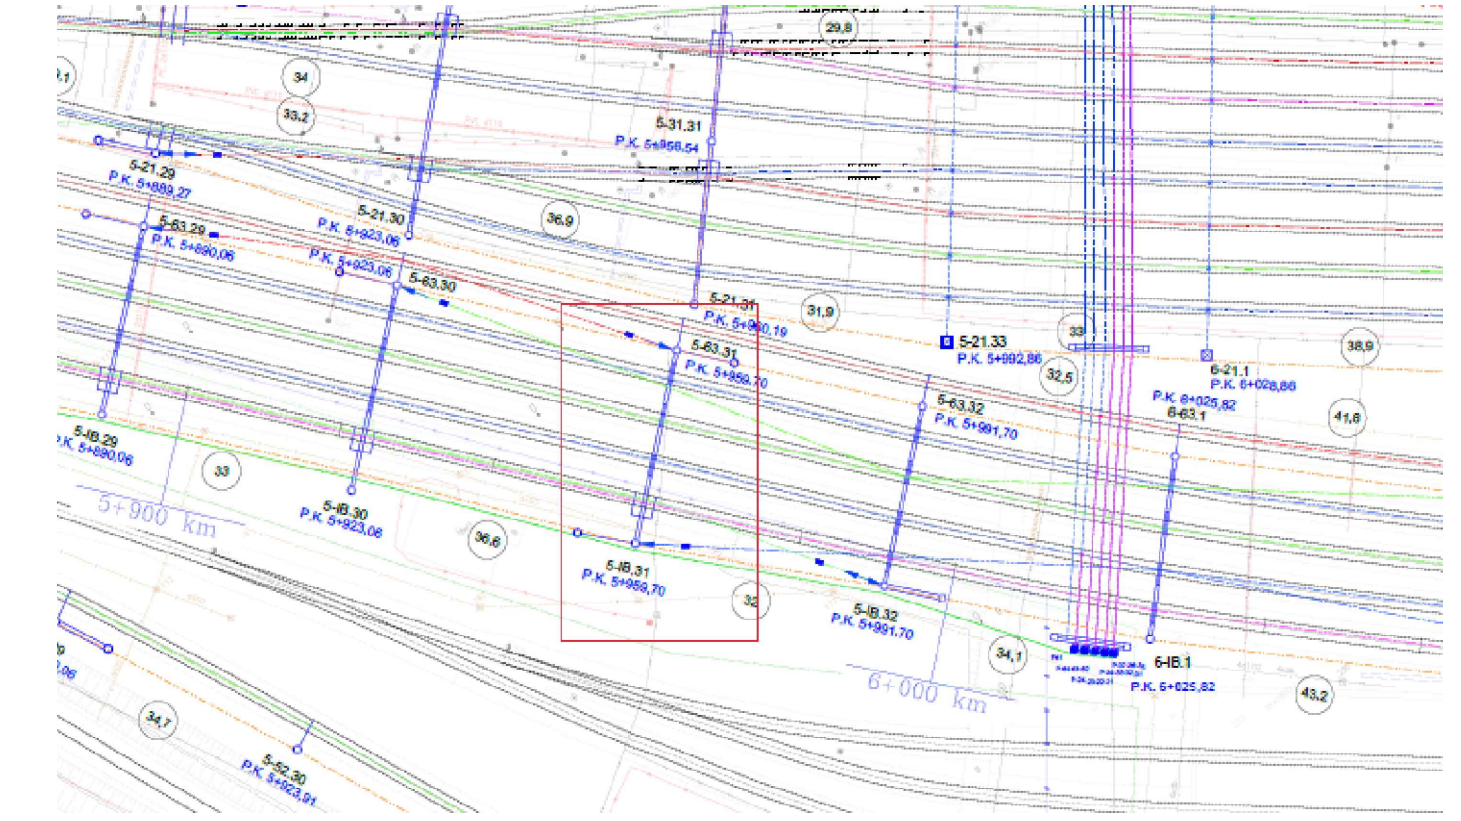 29,8
34
33.2
5-31.31
P.K. 5+956.54
5-21.29
P.K. 5+889,27
5-21.30
P.K. 5+923,06
36.9
5-63.29
P.K. 5+890,06
P.K. 5+923.06
5-63.30
5-21.31
P.K. 5+960,19
31,9
33
5-21.33
P.K. 5+992,86
38,9
5-63.31
P.K. 5+959,70
32,5
6-21.1
P.K. 6+028,86
P.K. 6+025,82
6-63.1
5-63.32
P.K. 5+991,70
41,6
5-IB.29
P.K. 5+890,06
33
5+900 km
5-IB.30
P.K. 5+923,06
36,6
5-IB.31
P.K. 5+959,70
32
5-IB.32
P.K. 5+991.70
34,1
6-IB.1
P.K. 6+025,82
6+000 km
43,2
34,7
5-52.30
P.K. 5+923,91